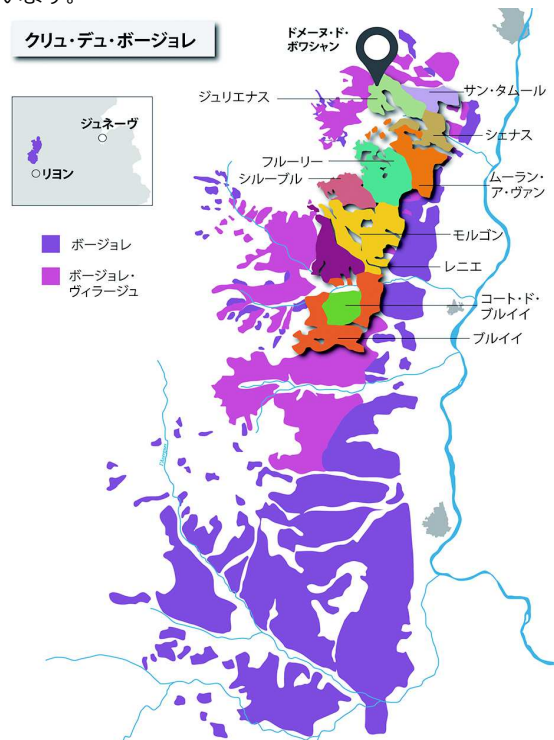 います。
クリュ・デュ・ボージョレ
ドメーヌ・ド・
ボワシャン
ジュリエナス
サン・タムール
シェナス
ジュネーヴ
リヨン
フルーリー
シルーブル
ムーラン・
ア・ヴァン
ボージョレ
ボージョレ・
ヴィラージュ
モルゴン
レニエ
コート・ド・
ブルイイ
ブルイイ